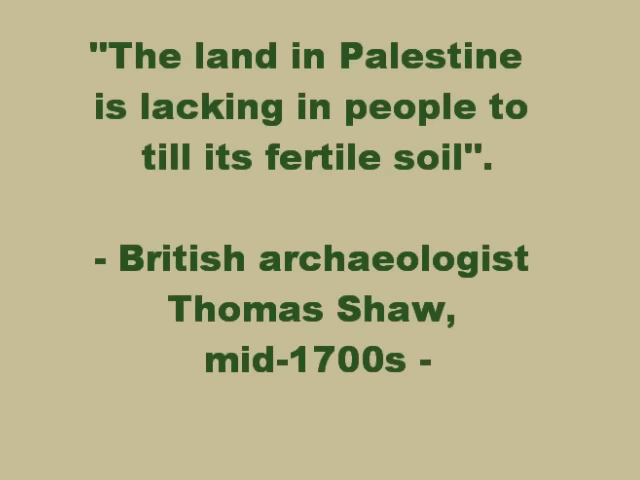 "The land in Palestine
is lacking in people to
till its fertile soil".
- British archaeologist
Thomas Shaw,
mid-1700s -